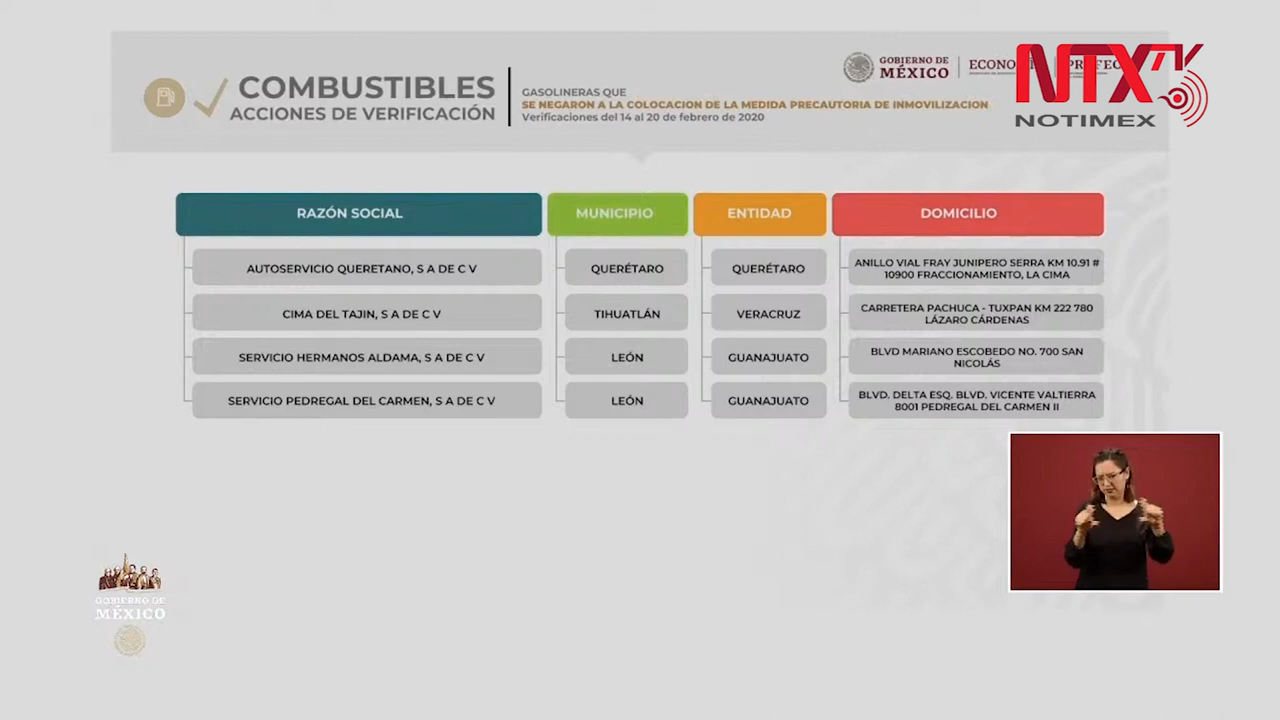 COMBUSTIBLES
ACCIONES DE VERIFICACIÓN
GASOLINERAS QUE
SE NEGARON A LA COLOCACION DE LA MEDIDA PRECAUTORIA DE INMOVILIZACION
Verificaciones del 14 al 20 de febrero de 2020
GOBIERNO DE
MÉXICO
NTXTV
NOTIMEX
RAZÓN SOCIAL MUNICIPIO ENTIDAD DOMICILIO
AUTOSERVICIO QUERETANO, S A DE C V QUERÉTARO QUERÉTARO ANILLO VIAL FRAY JUNIPERO SERRA KM 10.91 #
10900 FRACCIONAMIENTO, LA CIMA
CIMA DEL TAJIN, S A DE C V TIHUATLÁN VERACRUZ CARRETERA PACHUCA - TUXPAN KM 222 780
LÁZARO CÁRDENAS
SERVICIO HERMANOS ALDAMA, S A DE C V LEÓN GUANAJUATO BLVD MARIANO ESCOBEDO NO. 700 SAN
NICOLÁS
SERVICIO PEDREGAL DEL CARMEN, S A DE C V LEÓN GUANAJUATO BLVD. DELTA ESQ. BLVD. VICENTE VALTIERRA
8001 PEDREGAL DEL CARMEN II
GOBIERNO DE
MÉXICO